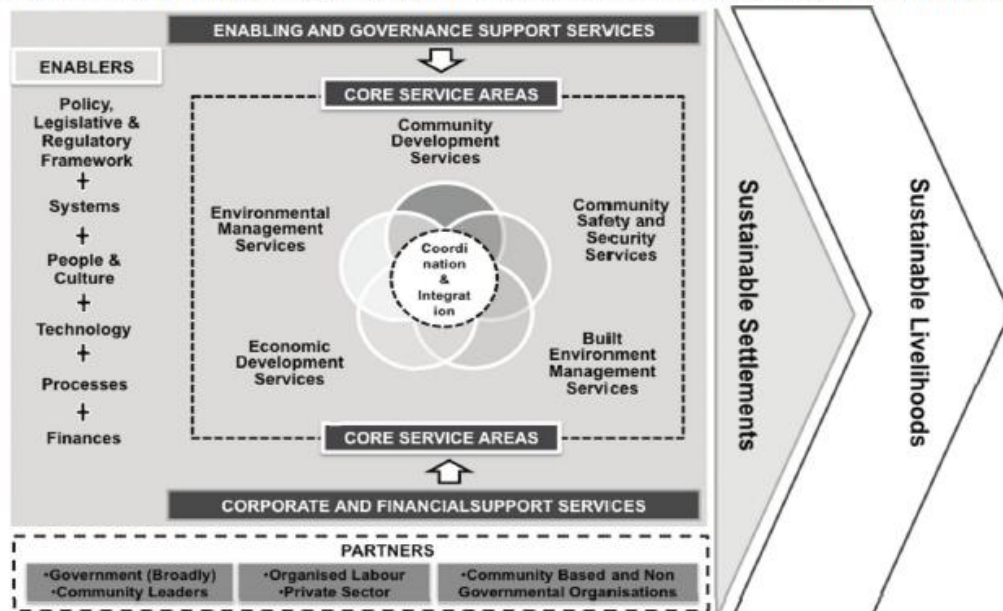 ENABLING AND GOVERNANCE SUPPORT SERVICES
ENABLERS
Policy,
Legislative &
Regulatory
Framework
+
Systems
+
People &
Culture
+
Technology
+
Processes
+
Finances
CORE SERVICE AREAS
Community
Development
Services
Environmental
Management
Services
Community
Safety and
Security
Services
Coordi
nation
&
Integrat
ion
Economic
Development
Services
Built
Environment
Management
Services
CORE SERVICE AREAS
CORPORATE AND FINANCIALSUPPORT SERVICES
PARTNERS
•Government (Broadly)
•Community Leaders
•Organised Labour
•Private Sector
•Community Based and Non
Governmental Organisations
Sustainable Settlements
Sustainable Livelihoods